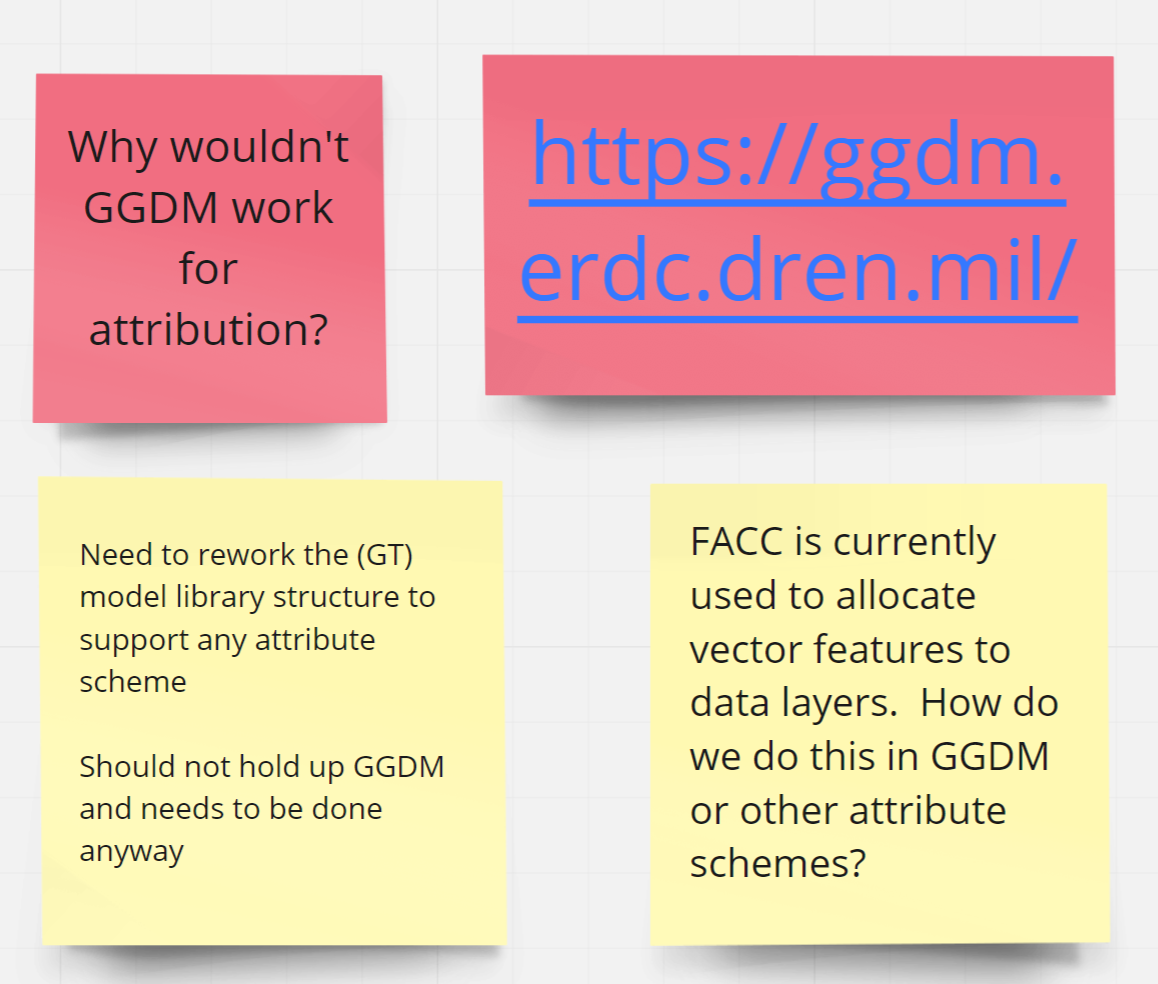 Why wouldn't
GGDM work
for
attribution?
https://ggdm.
erdc.dren.mil/
Need to rework the (GT)
model library structure to
support any attribute
scheme
Should not hold up GGDM
and needs to be done
anyway
FACC is currently
used to allocate
vector features to
data layers.  How do
we do this in GGDM
or other attribute
schemes?